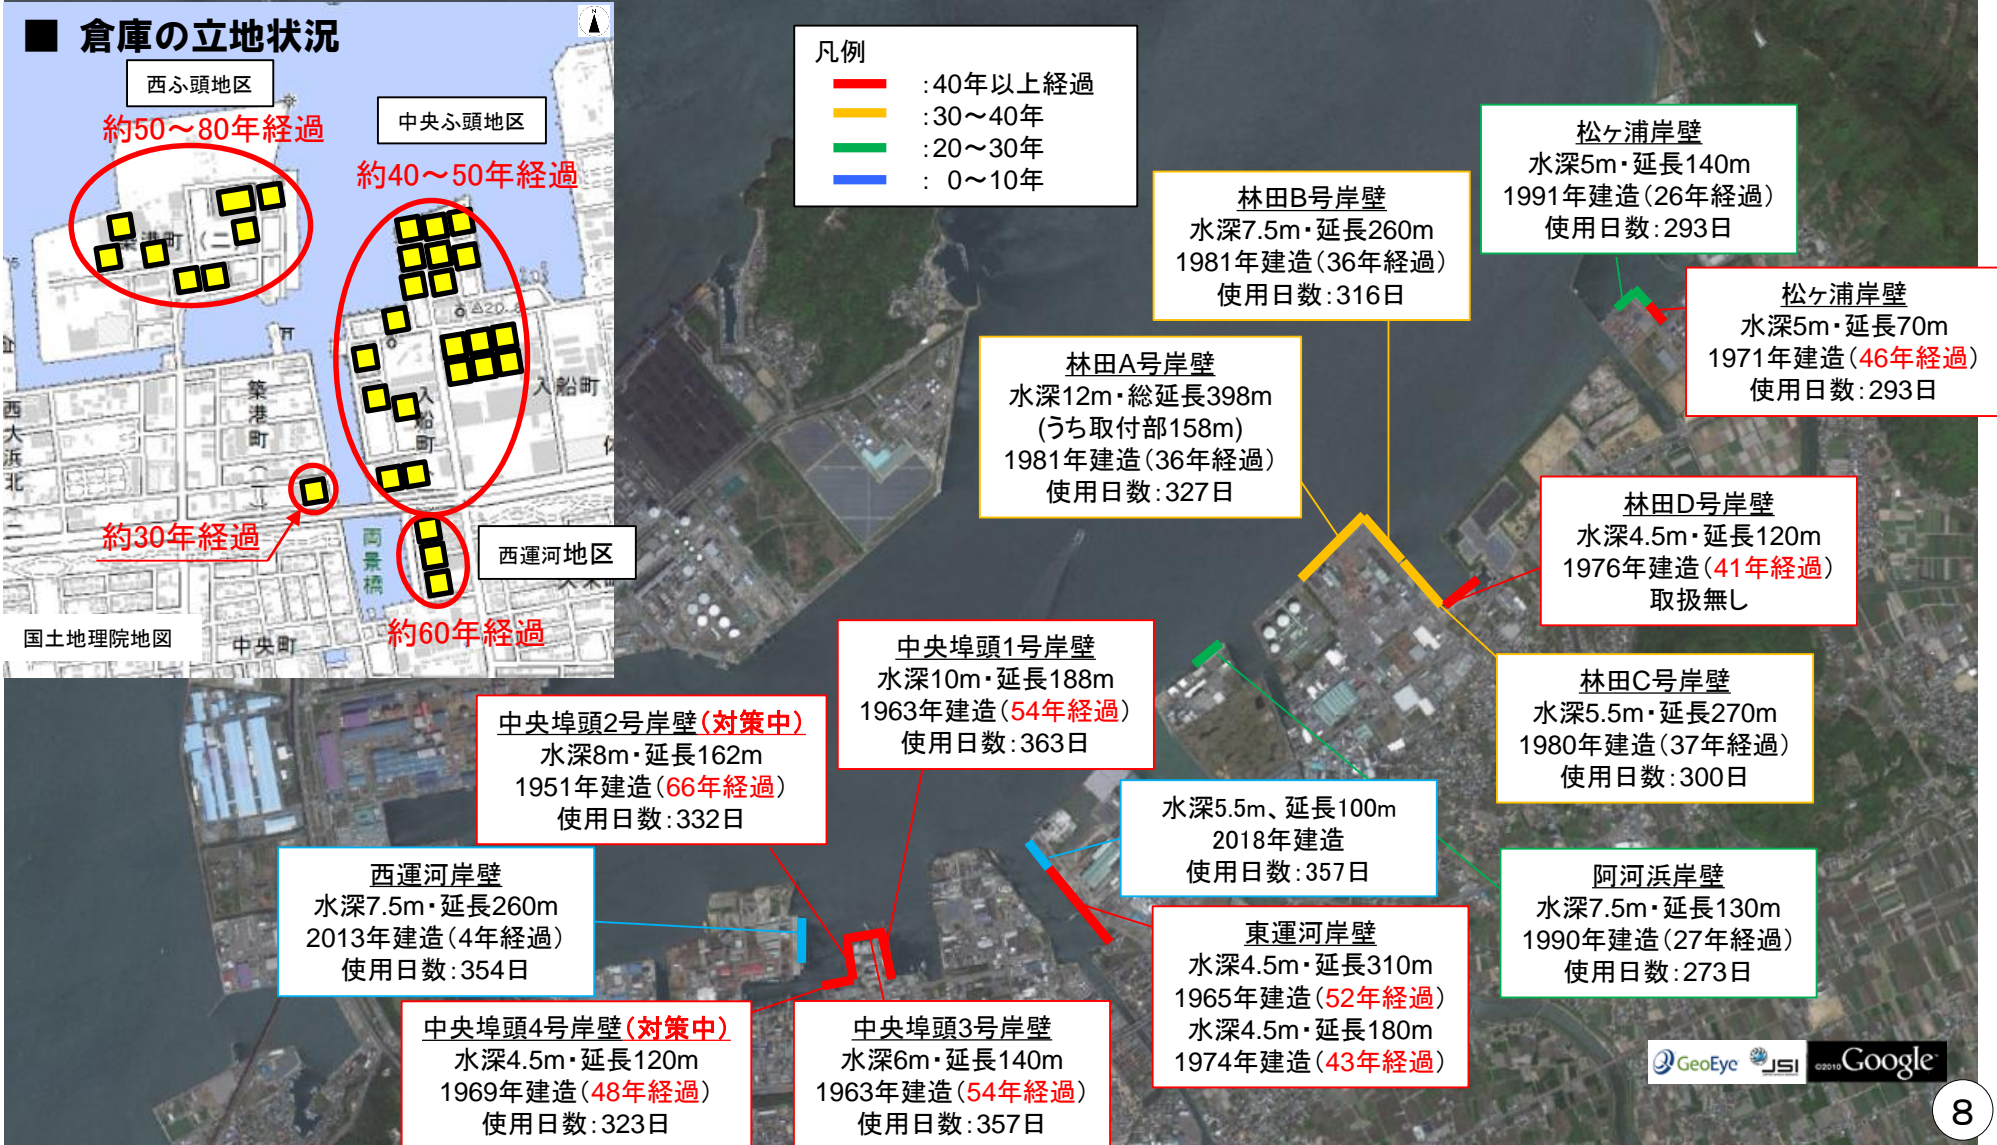 ■ 倉庫の立地状況
N
西ふ頭地区
約50～80年経過
中央ふ頭地区
約40～50年経過
築港町(二
△20.
入船町
築港町(一)
入船町
西大浜北
約30年経過
両景橋
西運河地区
約60年経過
国土地理院地図
中央町
凡例
:40年以上経過
:30～40年
:20～30年
: 0～10年
松ヶ浦岸壁
水深5m・延長140m
1991年建造(26年経過)
使用日数:293日
林田B号岸壁
水深7.5m・延長260m
1981年建造(36年経過)
使用日数:316日
松ヶ浦岸壁
水深5m・延長70m
1971年建造(46年経過)
使用日数:293日
林田A号岸壁
水深12m・総延長398m
(うち取付部158m)
1981年建造(36年経過)
使用日数:327日
林田D号岸壁
水深4.5m・延長120m
1976年建造(41年経過)
取扱無し
中央埠頭1号岸壁
水深10m・延長188m
1963年建造(54年経過)
使用日数:363日
林田C号岸壁
水深5.5m・延長270m
1980年建造(37年経過)
使用日数:300日
中央埠頭2号岸壁(対策中)
水深8m・延長162m
1951年建造(66年経過)
使用日数:332日
水深5.5m、延長100m
2018年建造
使用日数:357日
西運河岸壁
水深7.5m・延長260m
2013年建造(4年経過)
使用日数:354日
阿河浜岸壁
水深7.5m・延長130m
1990年建造(27年経過)
使用日数:273日
東運河岸壁
水深4.5m・延長310m
1965年建造(52年経過)
水深4.5m・延長180m
1974年建造(43年経過)
中央埠頭4号岸壁(対策中)
水深4.5m・延長120m
1969年建造(48年経過)
使用日数:323日
中央埠頭3号岸壁
水深6m・延長140m
1963年建造(54年経過)
使用日数:357日
GeoEye JSI ©2010 Google
8